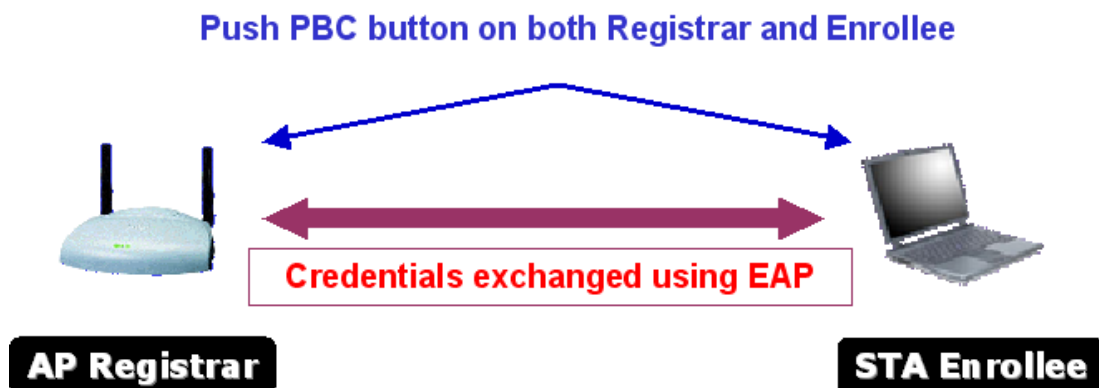 Push PBC button on both Registrar and Enrollee
Credentials exchanged using EAP
AP Registrar
STA Enrollee